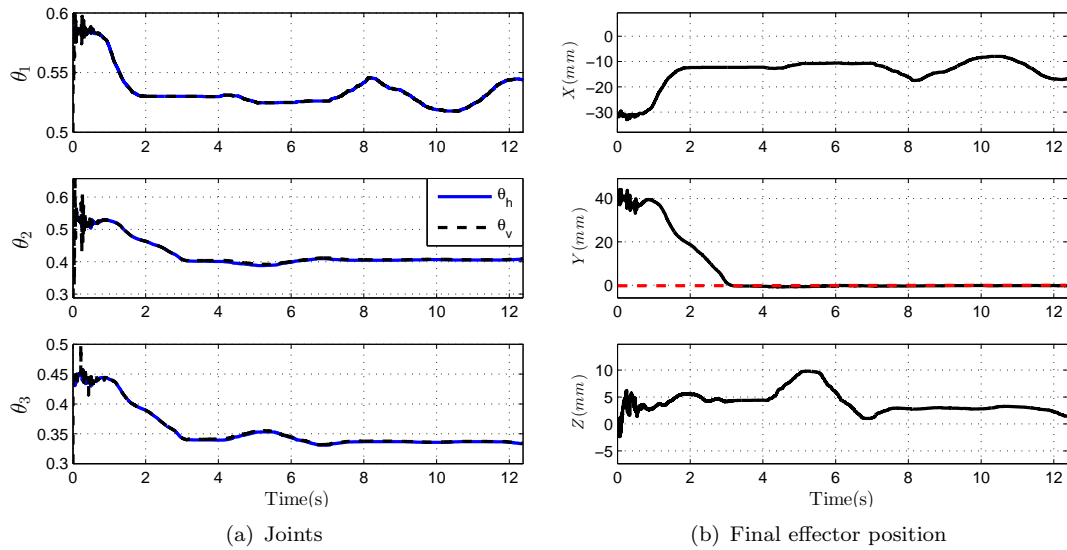 θ1
0.6
0.55
0.5
0 2 4 6 8 10 12
θ2
0.6
0.5
0.4
0.3
0 2 4 6 8 10 12
θh
θv
θ3
0.5
0.45
0.4
0.35
0.3
0 2 4 6 8 10 12
Time(s)
(a) Joints
X(mm)
0
−10
−20
−30
0 2 4 6 8 10 12
Y(mm)
40
20
0
0 2 4 6 8 10 12
Z(mm)
10
5
0
−5
0 2 4 6 8 10 12
Time(s)
(b) Final effector position